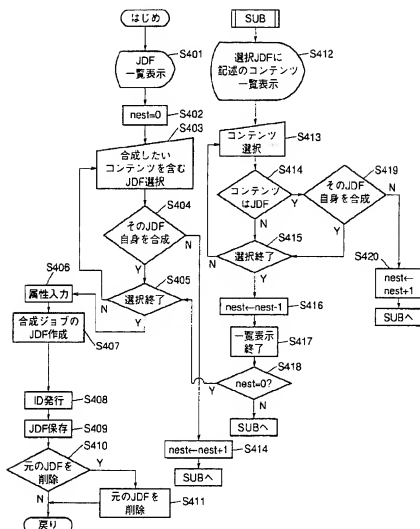 はじめ
S401
JDF
一覧表示
nest=0
S402
S403
合成したい
コンテンツを含む
JDF選択
S404
そのJDF
自身を合成
N
Y
S405
選択終了
N
Y
S406
属性入力
合成ジョブの
JDF作成
S407
ID発行
S408
JDF保存
S409
S410
元のJDFを
削除
Y
N
元のJDFを
削除
S411
戻り
SUB
S412
選択JDFに
記述のコンテンツ
一覧表示
コンテンツ
選択
S413
S414
コンテンツ
はJDF
Y
N
S419
そのJDF
自身を合成
N
Y
S415
選択終了
N
Y
S420
nest←
nest+1
SUBへ
nest←nest-1
S416
一覧表示
終了
S417
S418
nest=0?
Y
N
SUBへ
nest←nest+1
S414
SUBへ